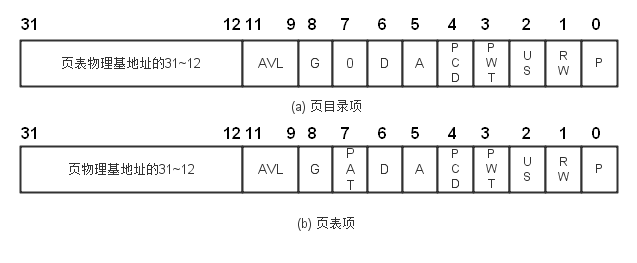 31 12 11 9 8 7 6 5 4 3 2 1 0
页表物理基地址的31~12 AVL G 0 D A PCD PWT US RW P
(a) 页目录项
31 12 11 9 8 7 6 5 4 3 2 1 0
页物理基地址的31~12 AVL G PAT D A PCD PWT US RW P
(b) 页表项